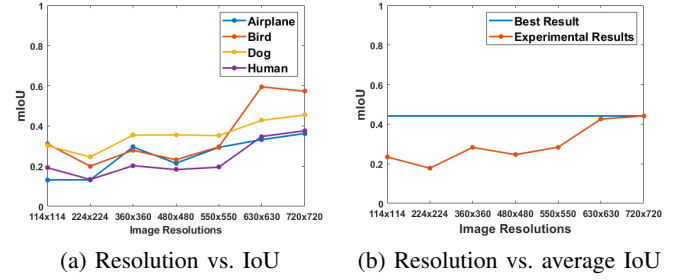 1
0.8
0.6
0.4
0.2
0
mIoU
Airplane
Bird
Dog
Human
114x114 224x224 360x360 480x480 550x550 630x630 720x720
Image Resolutions
(a) Resolution vs. IoU
1
0.8
0.6
0.4
0.2
0
mIoU
Best Result
Experimental Results
114x114 224x224 360x360 480x480 550x550 630x630 720x720
Image Resolutions
(b) Resolution vs. average IoU